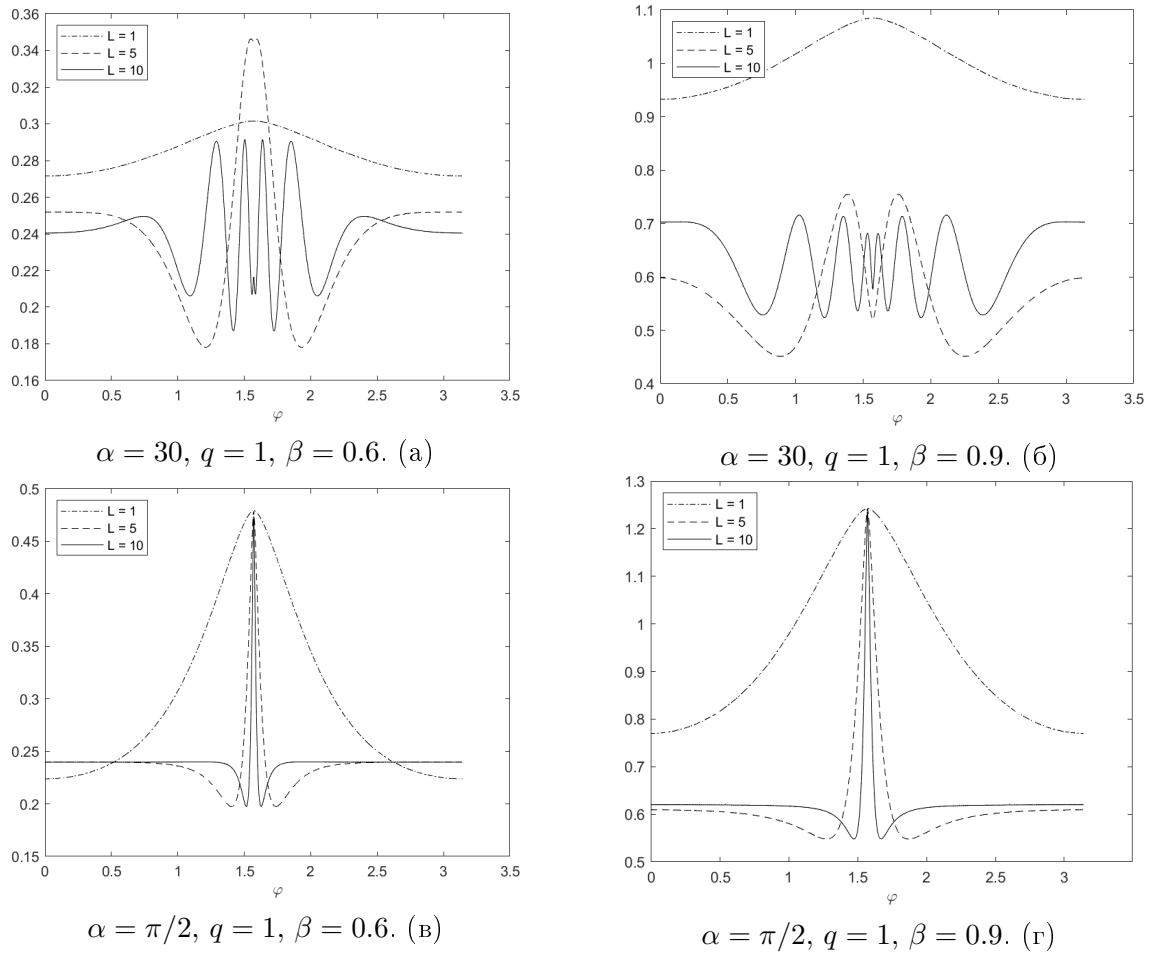 0.36
0.34
0.32
0.3
0.28
0.26
0.24
0.22
0.2
0.18
0.16
L = 1
L = 5
L = 10
0 0.5 1 1.5 2 2.5 3 3.5
φ
α = 30, q = 1, β = 0.6. (а)
1.1
1
0.9
0.8
0.7
0.6
0.5
0.4
L = 1
L = 5
L = 10
0 0.5 1 1.5 2 2.5 3 3.5
φ
α = 30, q = 1, β = 0.9. (б)
0.5
0.45
0.4
0.35
0.3
0.25
0.2
0.15
L = 1
L = 5
L = 10
0 0.5 1 1.5 2 2.5 3 3.5
φ
α = π/2, q = 1, β = 0.6. (в)
1.3
1.2
1.1
1
0.9
0.8
0.7
0.6
0.5
L = 1
L = 5
L = 10
0 0.5 1 1.5 2 2.5 3
φ
α = π/2, q = 1, β = 0.9. (г)